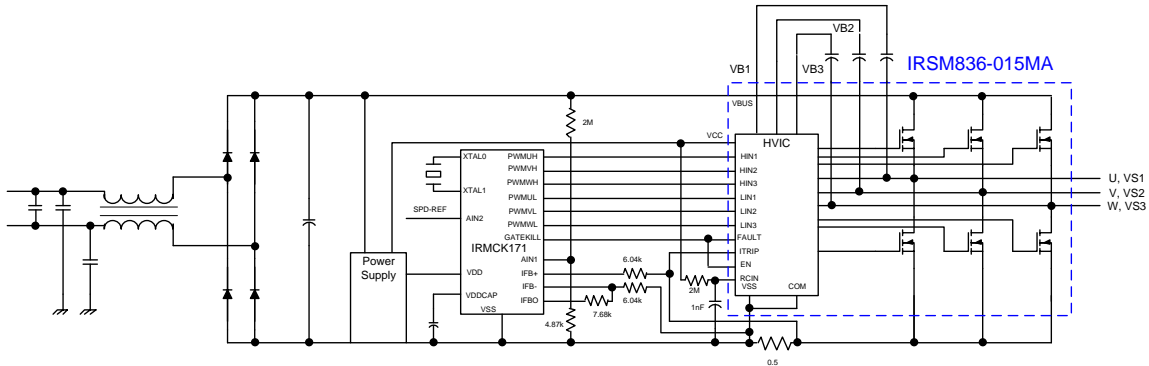 VB2
VB1
VB3
IRSM836-015MA
VBUS
2M
VCC
HVIC
XTAL0
PWMUH
HIN1
PWMVH
HIN2
XTAL1
PWMWH
HIN3
U, VS1
PWMUL
LIN1
V, VS2
SPD-REF
AIN2
PWMVL
LIN2
W, VS3
PWMWL
LIN3
GATEKILL
FAULT
IRMCK171
ITRIP
Power
Supply
AIN1
6.04k
EN
VDD
IFB+
RCIN
IFB-
2M
VSS
COM
VDDCAP
6.04k
IFBO
1nF
VSS
7.68k
4.87k
0.5